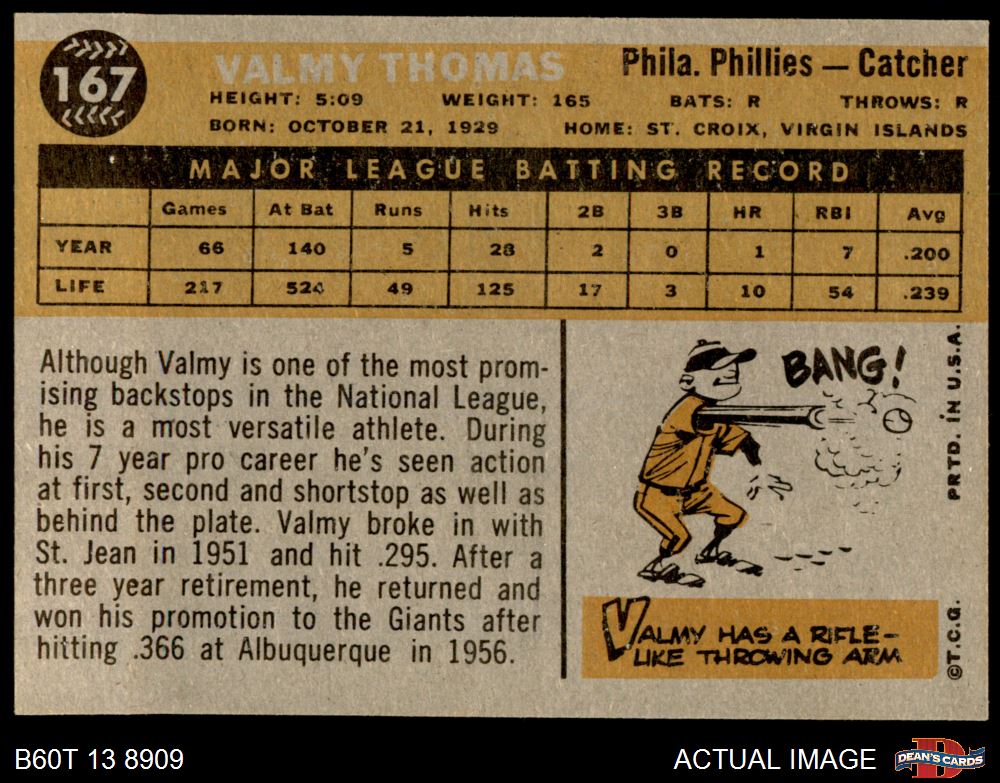 167
VALMY THOMAS
Phila. Phillies — Catcher
HEIGHT: 5:09 WEIGHT: 165 BATS: R THROWS: R
BORN: OCTOBER 21, 1929 HOME: ST. CROIX, VIRGIN ISLANDS
MAJOR LEAGUE BATTING RECORD
Games At Bat Runs Hits 2B 3B HR RBI Avg
YEAR 66 140 5 28 2 0 1 7 .200
LIFE 217 524 49 125 17 3 10 54 .239
Although Valmy is one of the most prom-
ising backstops in the National League,
he is a most versatile athlete. During
his 7 year pro career he's seen action
at first, second and shortstop as well as
behind the plate. Valmy broke in with
St. Jean in 1951 and hit .295. After a
three year retirement, he returned and
won his promotion to the Giants after
hitting .366 at Albuquerque in 1956.
BANG!
VALMY HAS A RIFLE-
LIKE THROWING ARM
©T.C.G. PRTD. IN U.S.A.
B60T 13 8909
ACTUAL IMAGE
D
DEAN'S CARDS